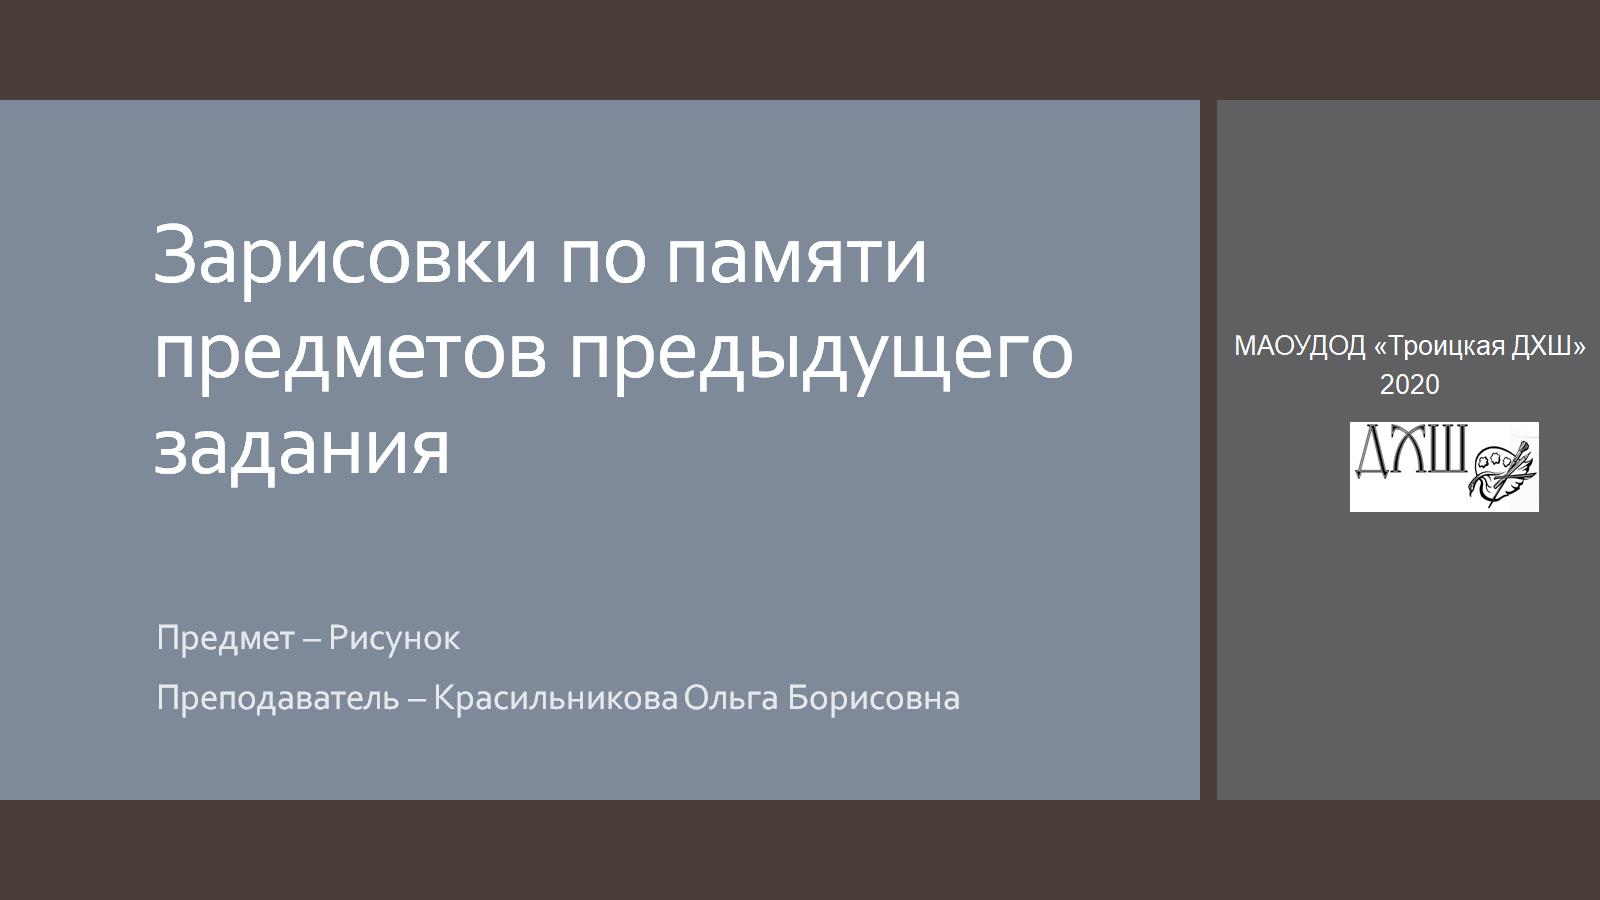 Зарисовки по памяти
предметов предыдущего
задания
Предмет – Рисунок
Преподаватель – Красильникова Ольга Борисовна
МАОУДОД «Троицкая ДХШ»
2020
ДХШ